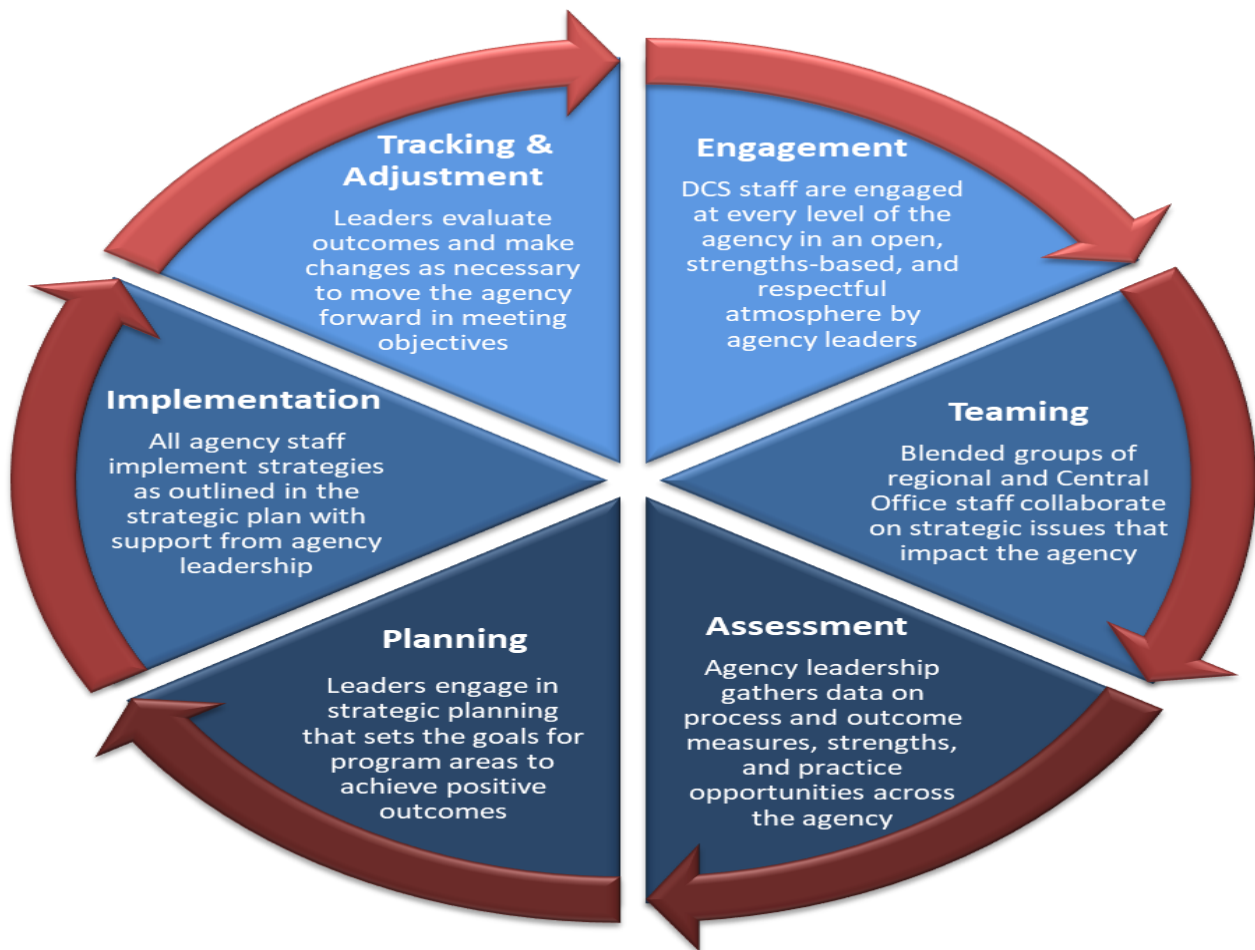 Engagement
DCS staff are engaged
at every level of the
agency in an open,
strengths-based, and
respectful
atmosphere by
agency leaders
Teaming
Blended groups of
regional and Central
Office staff collaborate
on strategic issues that
impact the agency
Assessment
Agency leadership
gathers data on
process and outcome
measures, strengths,
and practice
opportunities across
the agency
Planning
Leaders engage in
strategic planning
that sets the goals for
program areas to
achieve positive
outcomes
Implementation
All agency staff
implement strategies
as outlined in the
strategic plan with
support from agency
leadership
Tracking &
Adjustment
Leaders evaluate
outcomes and make
changes as necessary
to move the agency
forward in meeting
objectives